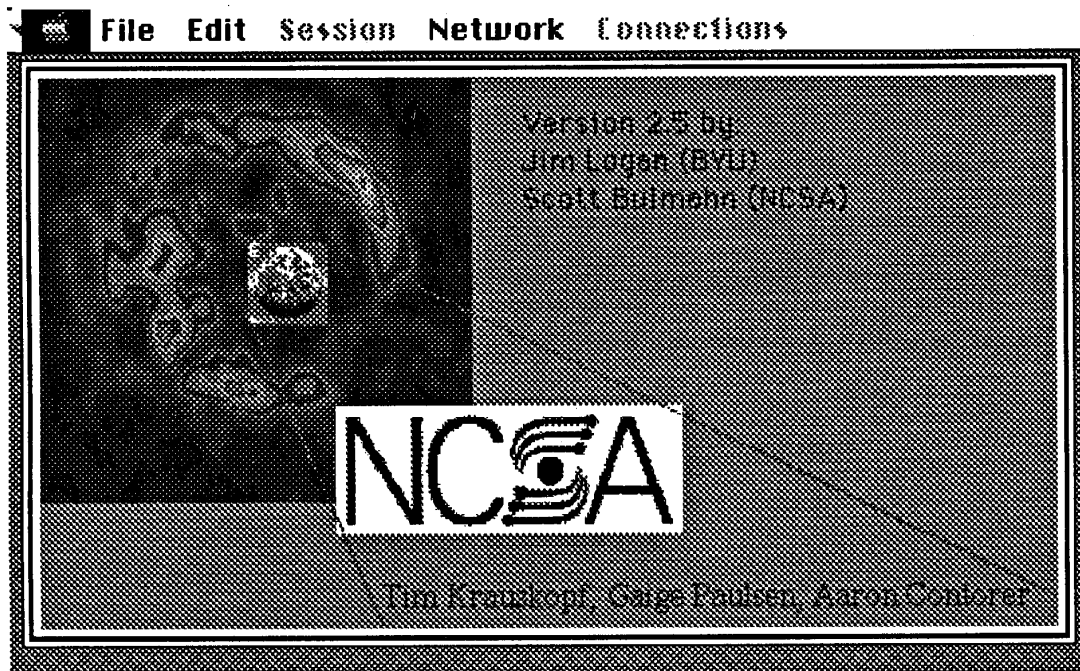 File Edit Session Network Connections
Version 2.5 by:
Jim Logan (BYU)
Scott Bulmahn (NCSA)
NCSA
Tim Krauskopf, Gaige Paulsen, Aaron Contorer